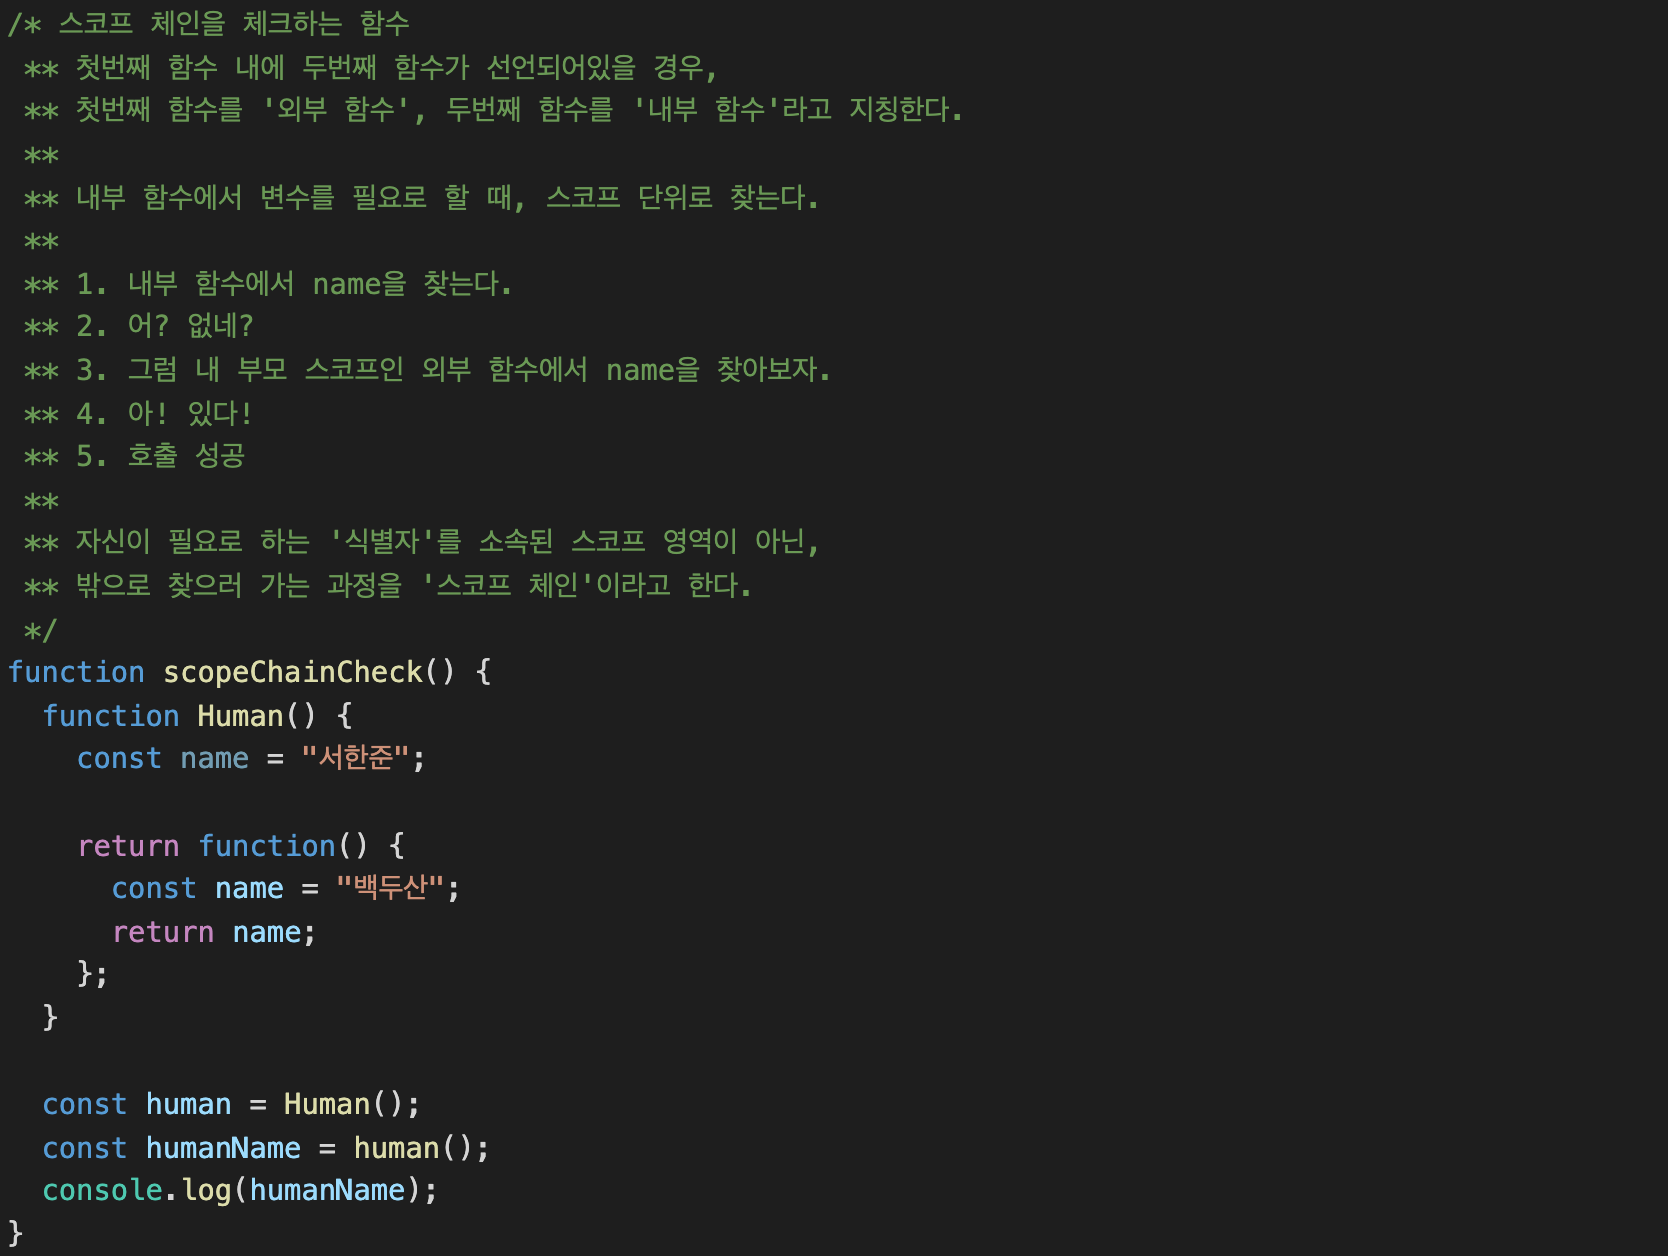 /* 스코프 체인을 체크하는 함수
** 첫번째 함수 내에 두번째 함수가 선언되어있을 경우,
** 첫번째 함수를 '외부 함수', 두번째 함수를 '내부 함수'라고 지칭한다.
**
** 내부 함수에서 변수를 필요로 할 때, 스코프 단위로 찾는다.
**
** 1. 내부 함수에서 name을 찾는다.
** 2. 어? 없네?
** 3. 그럼 내 부모 스코프인 외부 함수에서 name을 찾아보자.
** 4. 아! 있다!
** 5. 호출 성공
**
** 자신이 필요로 하는 '식별자'를 소속된 스코프 영역이 아닌,
** 밖으로 찾으러 가는 과정을 '스코프 체인'이라고 한다.
*/
function scopeChainCheck() {
  function Human() {
    const name = "서한준";

    return function() {
      const name = "백두산";
      return name;
    };
  }

  const human = Human();
  const humanName = human();
  console.log(humanName);
}